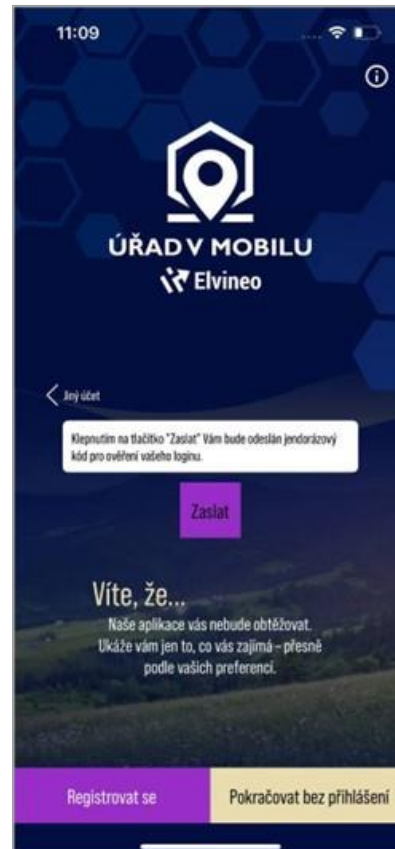 11:09
ÚŘAD V MOBILU
Elvineo
Jiný účet
Klepnutím na tlačítko "Zaslat" Vám bude odeslán jendorázový
kód pro ověření vašeho loginu.
Zaslat
Víte, že...
Naše aplikace vás nebude obtěžovat.
Ukáže vám jen to, co vás zajímá – přesně
podle vašich preferencí.
Registrovat se
Pokračovat bez přihlášení